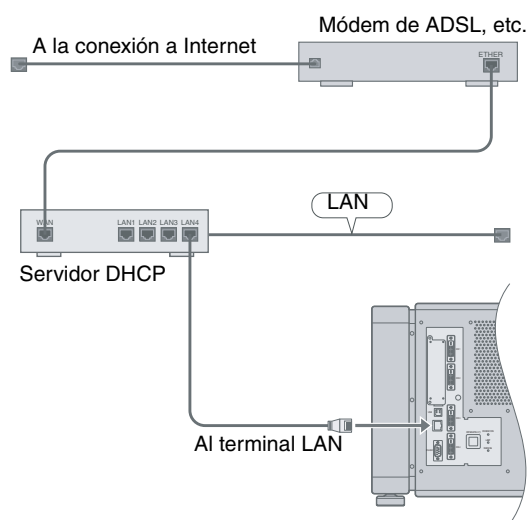 Módem de ADSL, etc.
A la conexión a Internet
ETHER
LAN
WAN
LAN1 LAN2 LAN3 LAN4
Servidor DHCP
Al terminal LAN